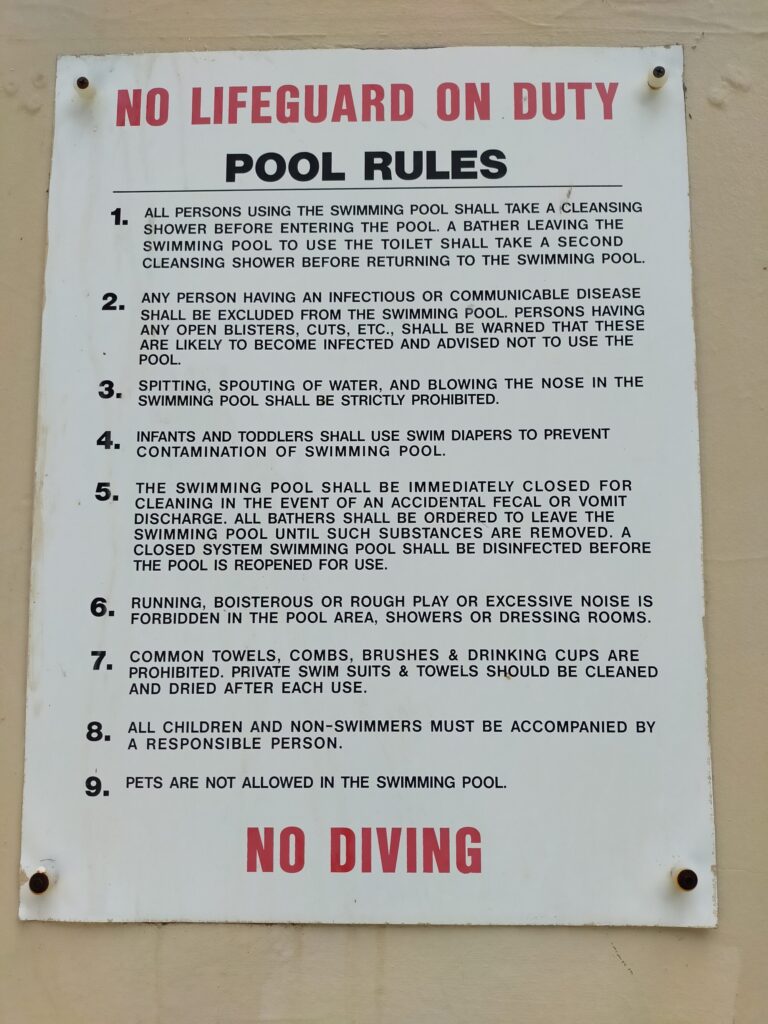 NO LIFEGUARD ON DUTY
POOL RULES
1. ALL PERSONS USING THE SWIMMING POOL SHALL TAKE A CLEANSING
SHOWER BEFORE ENTERING THE POOL. A BATHER LEAVING THE
SWIMMING POOL TO USE THE TOILET SHALL TAKE A SECOND
CLEANSING SHOWER BEFORE RETURNING TO THE SWIMMING POOL.
2. ANY PERSON HAVING AN INFECTIOUS OR COMMUNICABLE DISEASE
SHALL BE EXCLUDED FROM THE SWIMMING POOL. PERSONS HAVING
ANY OPEN BLISTERS, CUTS, ETC., SHALL BE WARNED THAT THESE
ARE LIKELY TO BECOME INFECTED AND ADVISED NOT TO USE THE
POOL.
3. SPITTING, SPOUTING OF WATER, AND BLOWING THE NOSE IN THE
SWIMMING POOL SHALL BE STRICTLY PROHIBITED.
4. INFANTS AND TODDLERS SHALL USE SWIM DIAPERS TO PREVENT
CONTAMINATION OF SWIMMING POOL.
5. THE SWIMMING POOL SHALL BE IMMEDIATELY CLOSED FOR
CLEANING IN THE EVENT OF AN ACCIDENTAL FECAL OR VOMIT
DISCHARGE. ALL BATHERS SHALL BE ORDERED TO LEAVE THE
SWIMMING POOL UNTIL SUCH SUBSTANCES ARE REMOVED. A
CLOSED SYSTEM SWIMMING POOL SHALL BE DISINFECTED BEFORE
THE POOL IS REOPENED FOR USE.
6. RUNNING, BOISTEROUS OR ROUGH PLAY OR EXCESSIVE NOISE IS
FORBIDDEN IN THE POOL AREA, SHOWERS OR DRESSING ROOMS.
7. COMMON TOWELS, COMBS, BRUSHES & DRINKING CUPS ARE
PROHIBITED. PRIVATE SWIM SUITS & TOWELS SHOULD BE CLEANED
AND DRIED AFTER EACH USE.
8. ALL CHILDREN AND NON-SWIMMERS MUST BE ACCOMPANIED BY
A RESPONSIBLE PERSON.
9. PETS ARE NOT ALLOWED IN THE SWIMMING POOL.
NO DIVING